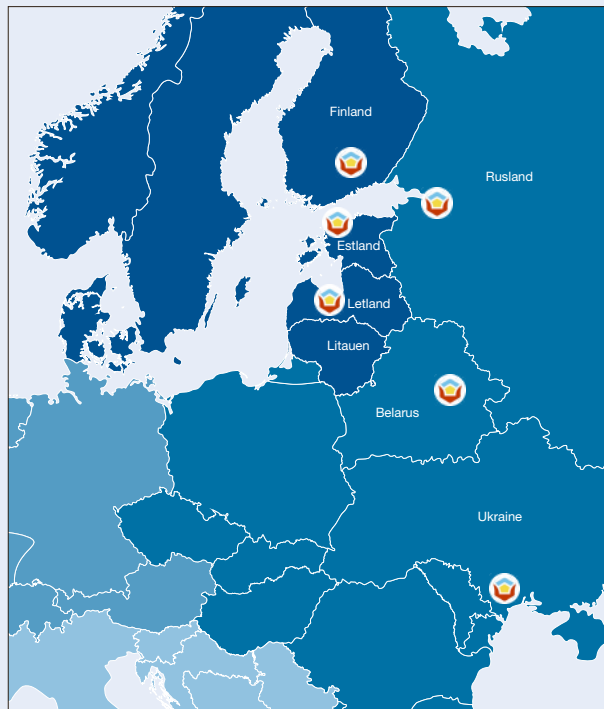 Finland
Rusland
Estland
Letland
Litauen
Belarus
Ukraine